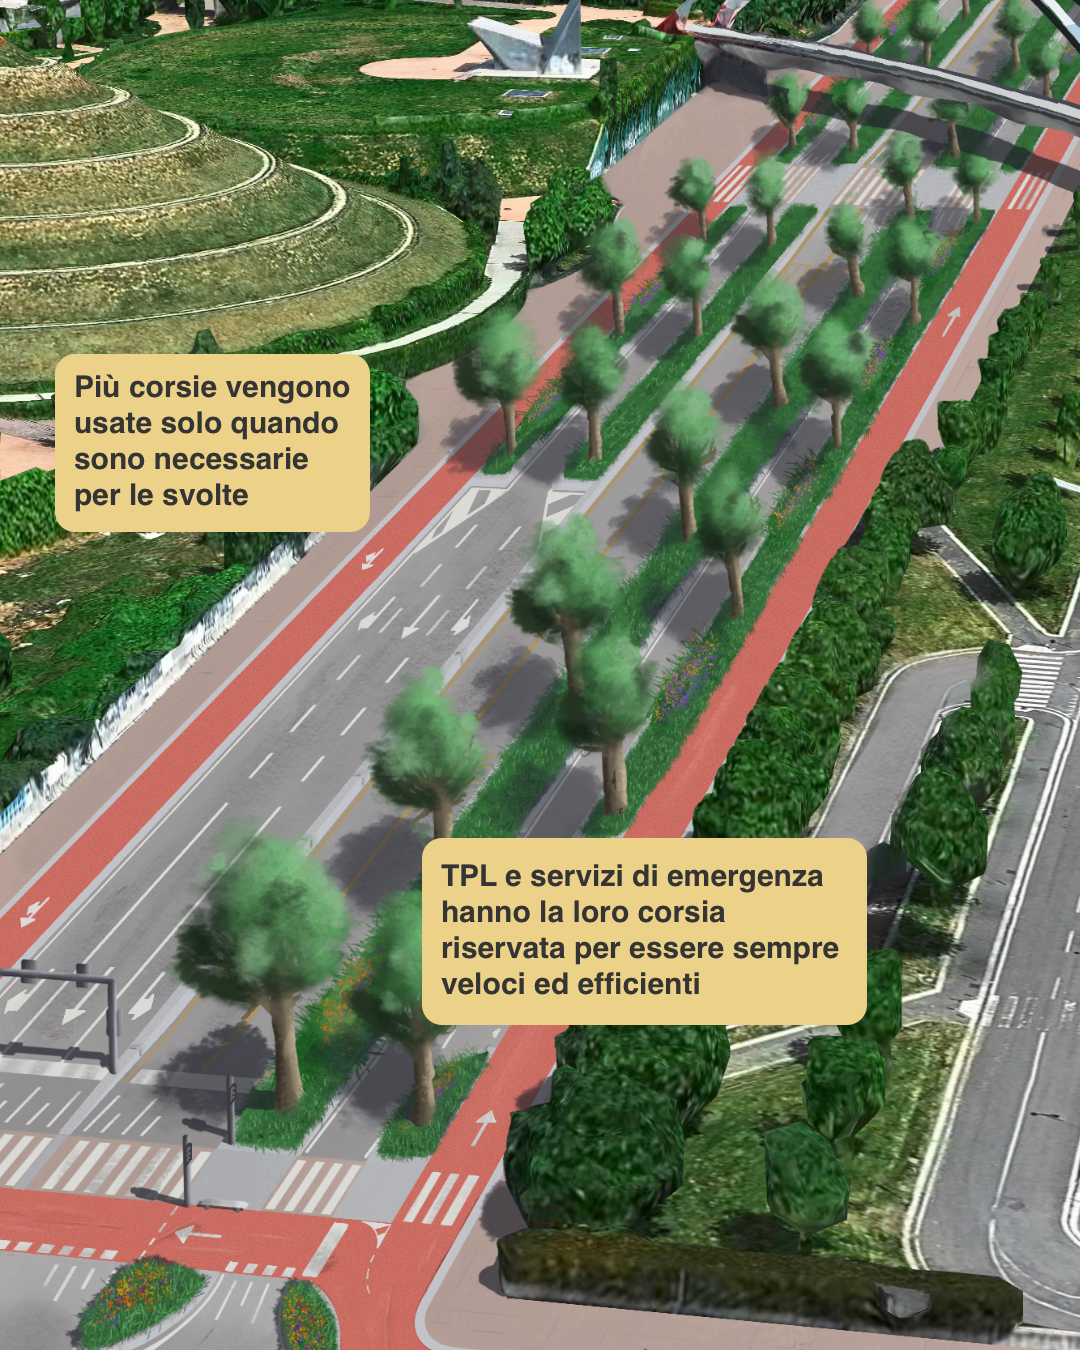 Più corsie vengono
usate solo quando
sono necessarie
per le svolte
TPL e servizi di emergenza
hanno la loro corsia
riservata per essere sempre
veloci ed efficienti